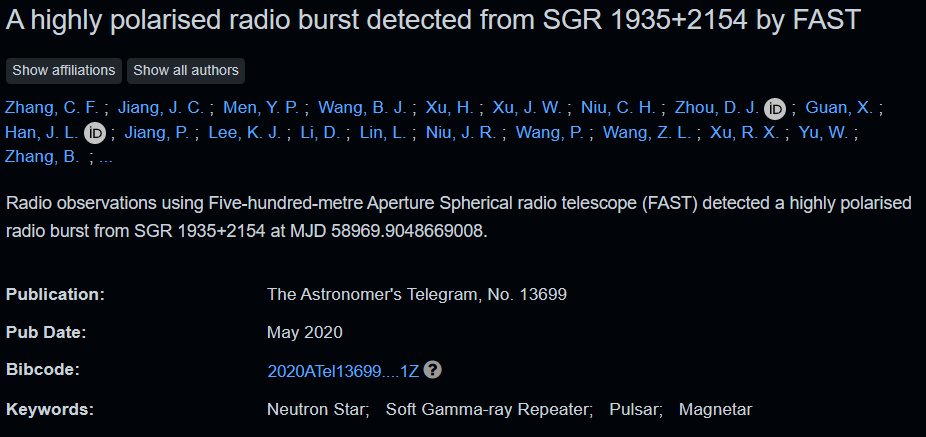 A highly polarised radio burst detected from SGR 1935+2154 by FAST
Show affiliations Show all authors
Zhang, C. F. ; Jiang, J. C. ; Men, Y. P. ; Wang, B. J. ; Xu, H. ; Xu, J. W. ; Niu, C. H. ; Zhou, D. J. iD ; Guan, X. ;
Han, J. L. iD ; Jiang, P. ; Lee, K. J. ; Li, D. ; Lin, L. ; Niu, J. R. ; Wang, P. ; Wang, Z. L. ; Xu, R. X. ; Yu, W. ;
Zhang, B. ; ...
Radio observations using Five-hundred-metre Aperture Spherical radio telescope (FAST) detected a highly polarised
radio burst from SGR 1935+2154 at MJD 58969.9048669008.
Publication: The Astronomer's Telegram, No. 13699
Pub Date: May 2020
Bibcode: 2020ATel13699....1Z ?
Keywords: Neutron Star; Soft Gamma-ray Repeater; Pulsar; Magnetar